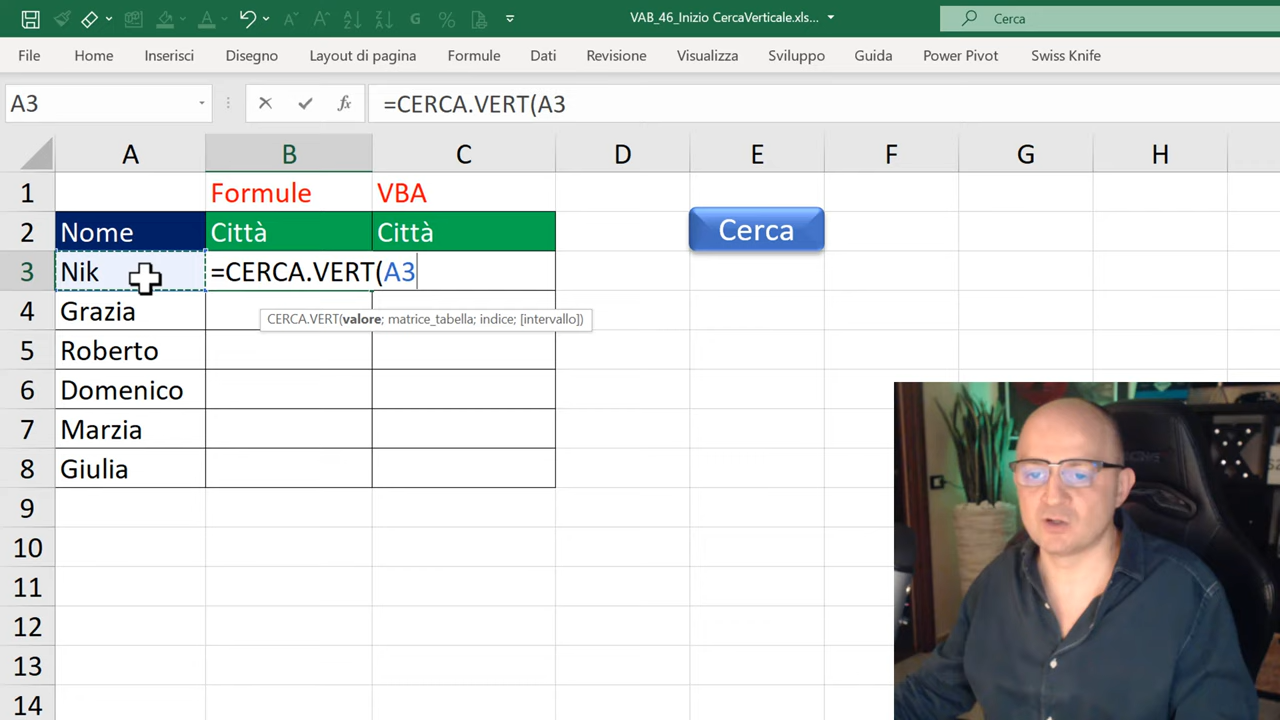 VAB_46_Inizio CercaVerticale.xls...
Cerca
File Home Inserisci Disegno Layout di pagina Formule Dati Revisione Visualizza Sviluppo Guida Power Pivot Swiss Knife
A3 fx =CERCA.VERT(A3
A B C D E F G H
1 Formule VBA
2 Nome Città Città Cerca
3 Nik =CERCA.VERT(A3
4 Grazia
CERCA.VERT(valore; matrice_tabella; indice; [intervallo])
5 Roberto
6 Domenico
7 Marzia
8 Giulia
9
10
11
12
13
14